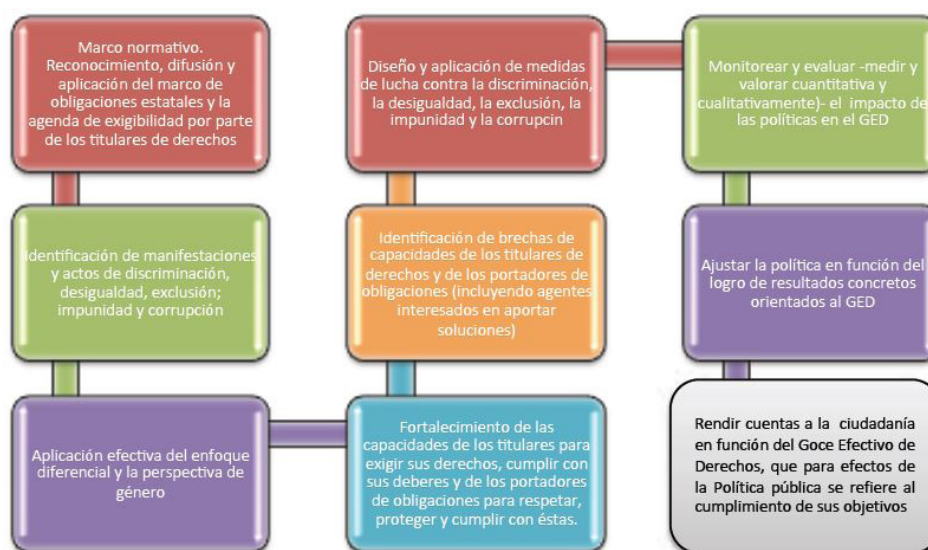 Marco normativo.
Reconocimiento, difusión y
aplicación del marco de
obligaciones estatales y la
agenda de exigibilidad por parte
de los titulares de derechos
Identificación de manifestaciones
y actos de discriminación,
desigualdad, exclusión;
impunidad y corrupción
Aplicación efectiva del enfoque
diferencial y la perspectiva de
género
Fortalecimiento de las
capacidades de los titulares para
exigir sus derechos, cumplir con
sus deberes y de los portadores
de obligaciones para respetar,
proteger y cumplir con éstas.
Identificación de brechas de
capacidades de los titulares de
derechos y de los portadores de
obligaciones (incluyendo agentes
interesados en aportar
soluciones)
Diseño y aplicación de medidas
de lucha contra la discriminación,
la desigualdad, la exclusión, la
impunidad y la corrupcin
Monitorear y evaluar -medir y
valorar cuantitativa y
cualitativamente)- el impacto de
las políticas en el GED
Ajustar la política en función del
logro de resultados concretos
orientados al GED
Rendir cuentas a la ciudadanía
en función del Goce Efectivo de
Derechos, que para efectos de
la Política pública se refiere al
cumplimiento de sus objetivos